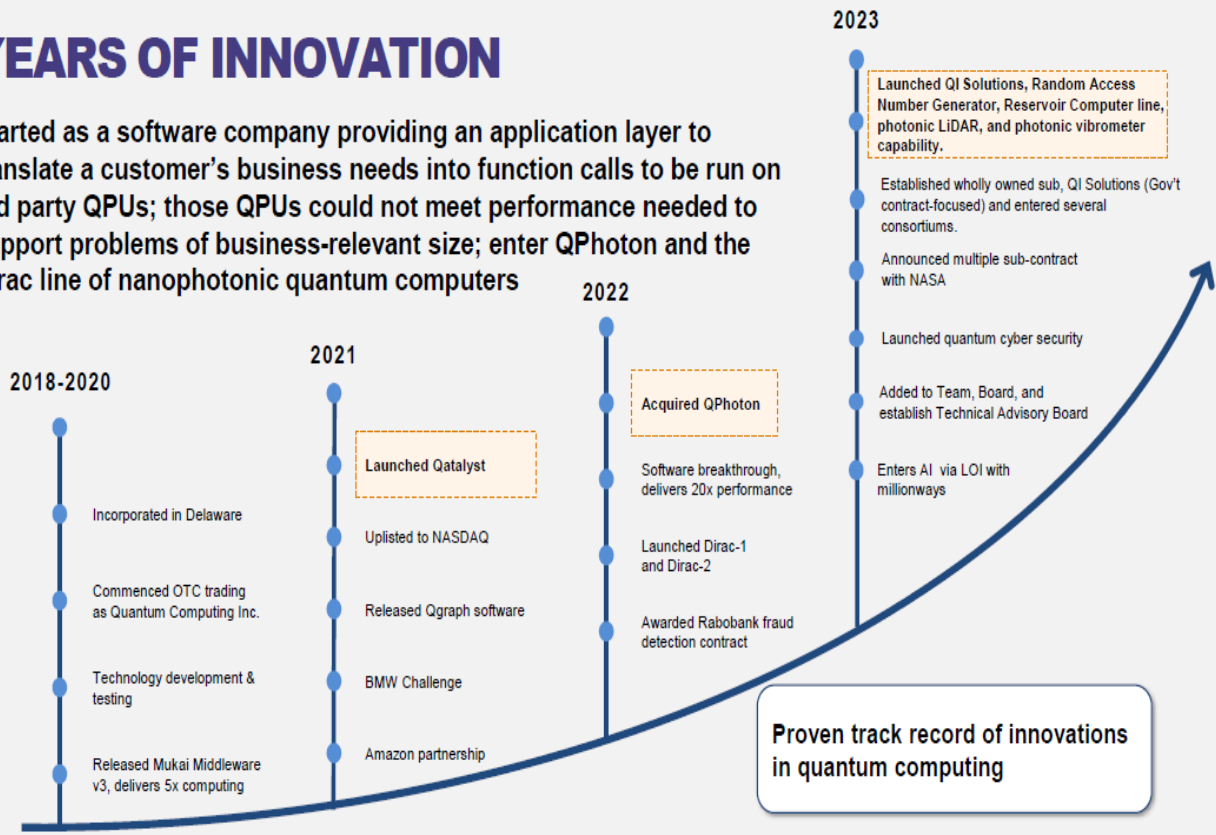 YEARS OF INNOVATION
arted as a software company providing an application layer to
anslate a customer's business needs into function calls to be run on
d party QPUs; those QPUs could not meet performance needed to
pport problems of business-relevant size; enter QPhoton and the
rac line of nanophotonic quantum computers
2018-2020
Incorporated in Delaware
Commenced OTC trading
as Quantum Computing Inc.
Technology development &
testing
Released Mukai Middleware
v3, delivers 5x computing
2021
Launched Qatalyst
Uplisted to NASDAQ
Released Qgraph software
BMW Challenge
Amazon partnership
2022
Acquired QPhoton
Software breakthrough,
delivers 20x performance
Launched Dirac-1
and Dirac-2
Awarded Rabobank fraud
detection contract
2023
Launched QI Solutions, Random Access
Number Generator, Reservoir Computer line,
photonic LiDAR, and photonic vibrometer
capability.
Established wholly owned sub, QI Solutions (Gov't
contract-focused) and entered several
consortiums.
Announced multiple sub-contract
with NASA
Launched quantum cyber security
Added to Team, Board, and
establish Technical Advisory Board
Enters AI via LOI with
millionways
Proven track record of innovations
in quantum computing